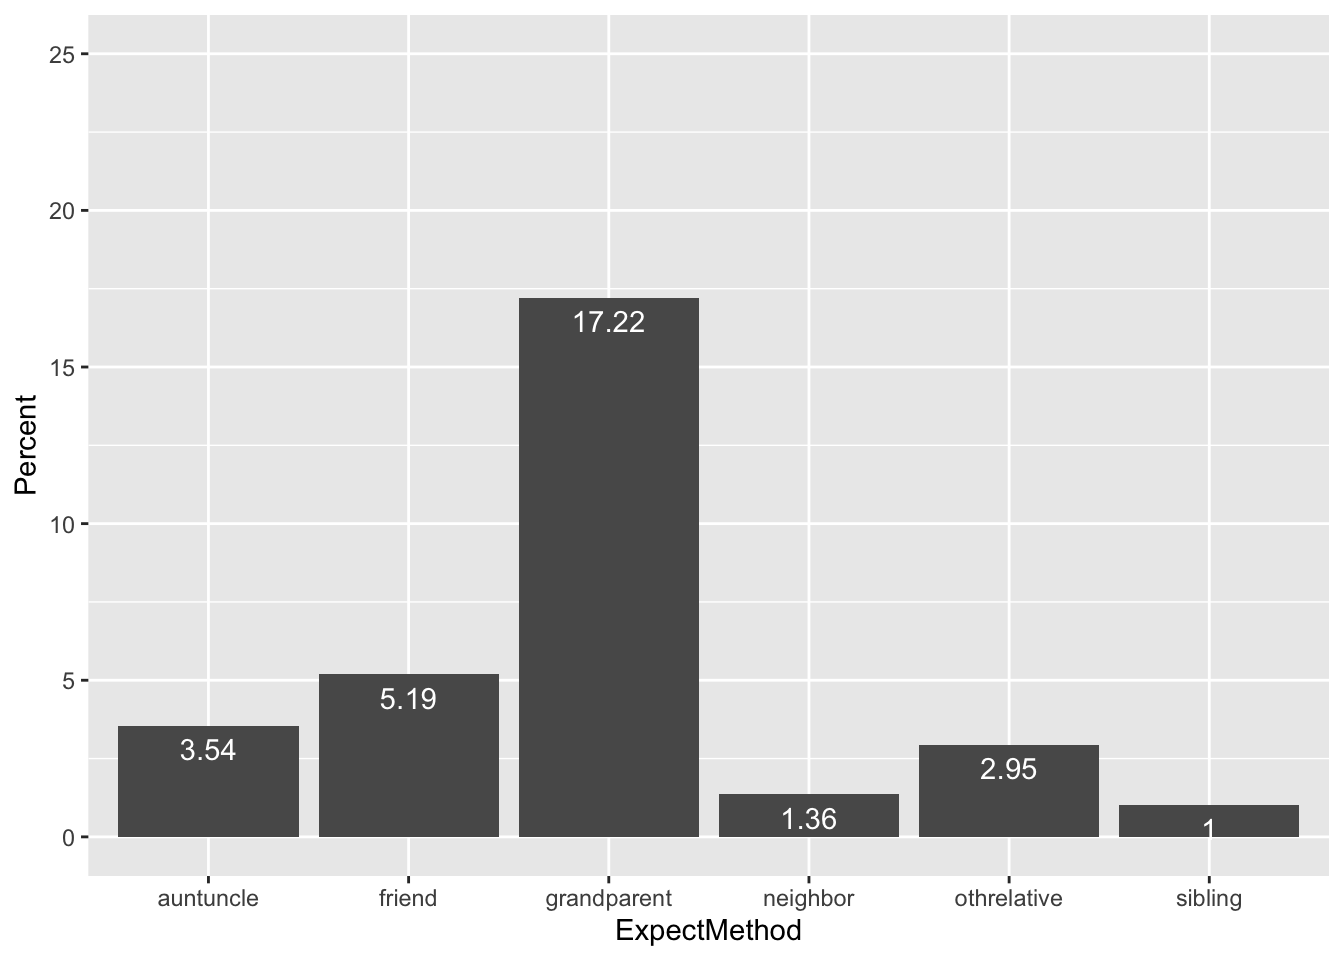 25
20
15
10
5
0
Percent
3.54
5.19
17.22
1.36
2.95
1
auntuncle
friend
grandparent
neighbor
othrelative
sibling
ExpectMethod